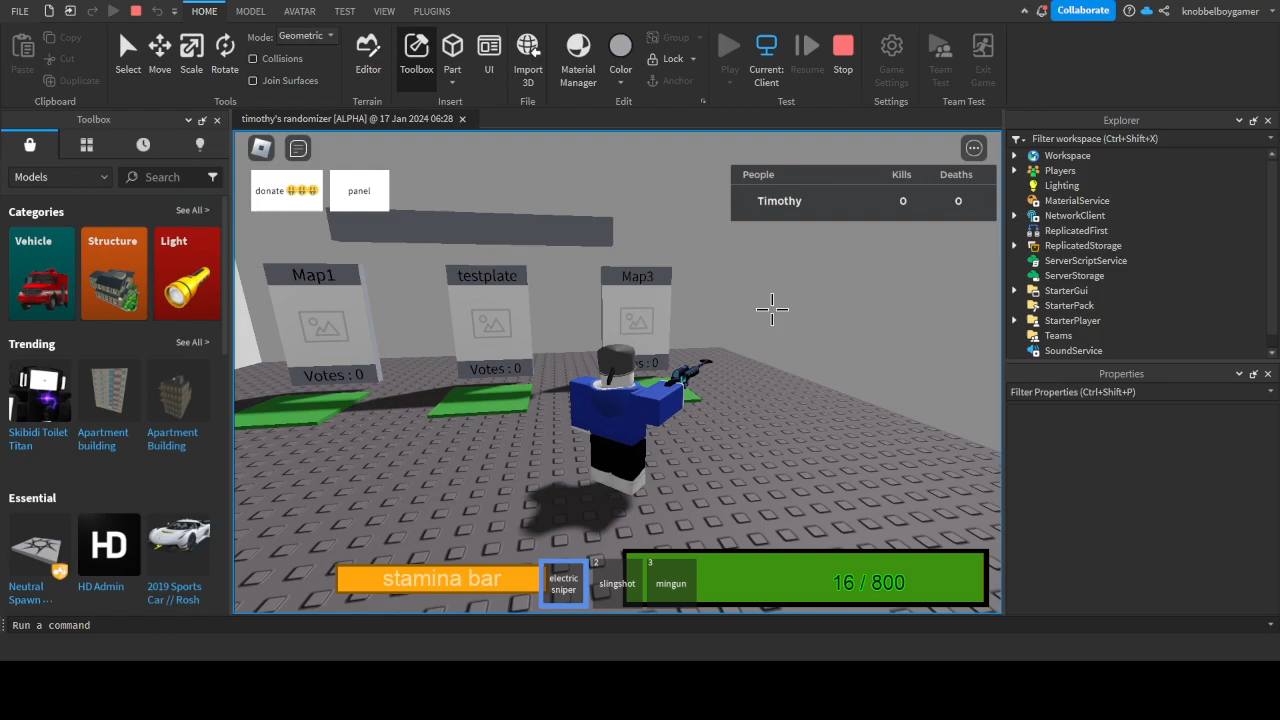 FILE
HOME
MODEL
AVATAR
TEST
VIEW
PLUGINS
Collaborate
knobbelboygamer
Paste
Copy
Cut
Duplicate
Clipboard
Select
Move
Scale
Rotate
Mode: Geometric
Collisions
Join Surfaces
Tools
Editor
Terrain
Toolbox
Part
UI
Insert
Import
3D
File
Material
Manager
Color
Group
Lock
Anchor
Edit
Play
Current:
Client
Resume
Stop
Test
Game
Settings
Settings
Team
Test
Exit
Game
Team Test
Toolbox
Models
Search
Categories
See All >
Vehicle
Structure
Light
Trending
See All >
Skibidi Toilet
Titan
Apartment
building
Apartment
Building
Essential
HD
Neutral
Spawn ...
HD Admin
2019 Sports
Car // Rosh
timothy's randomizer [ALPHA] @ 17 Jan 2024 06:28
donate 🤑🤑🤑
panel
People Kills Deaths
Timothy 0 0
Map1
testplate
Map3
Votes : 0
Votes : 0
es : 0
stamina bar
electric
sniper
2
slingshot
3
mingun
16 / 800
Explorer
Filter workspace (Ctrl+Shift+X)
Workspace
Players
Lighting
MaterialService
NetworkClient
ReplicatedFirst
ReplicatedStorage
ServerScriptService
ServerStorage
StarterGui
StarterPack
StarterPlayer
Teams
SoundService
Properties
Filter Properties (Ctrl+Shift+P)
Run a command